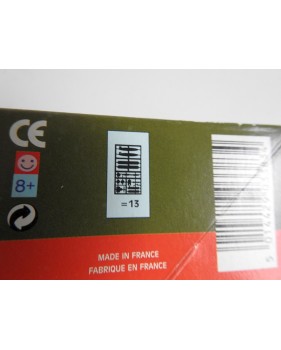 CE
8+
=13
MADE IN FRANCE
FABRIQUE EN FRANCE